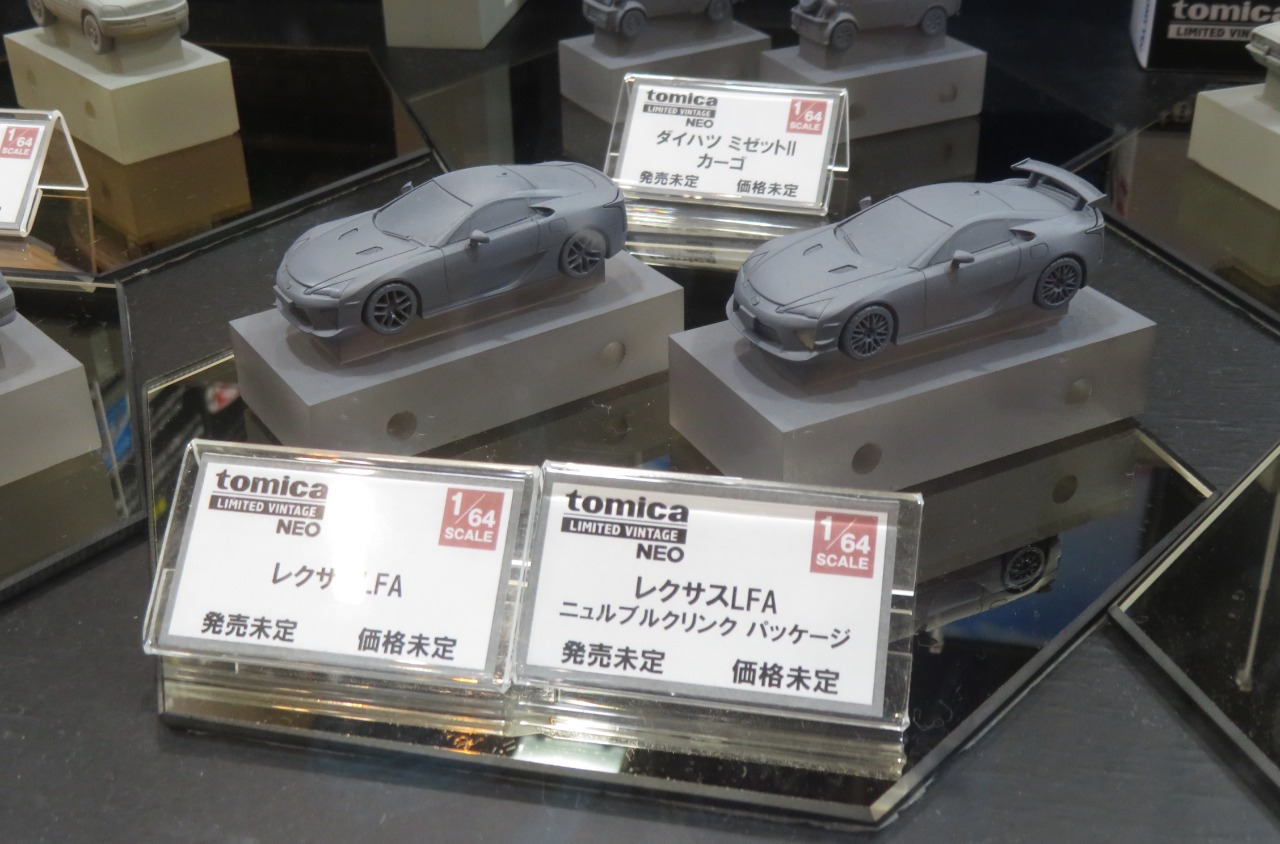 tomica
LIMITED VIN
1/64
SCALE
tomica
LIMITED VINTAGE
NEO
1/64
SCALE
ダイハツ ミゼットII
カーゴ
発売未定 価格未定
tomica
LIMITED VINTAGE
NEO
1/64
SCALE
レクサ LFA
発売未定 価格未定
tomica
LIMITED VINTAGE
NEO
1/64
SCALE
レクサスLFA
ニュルブルクリンク パッケージ
発売未定 価格未定